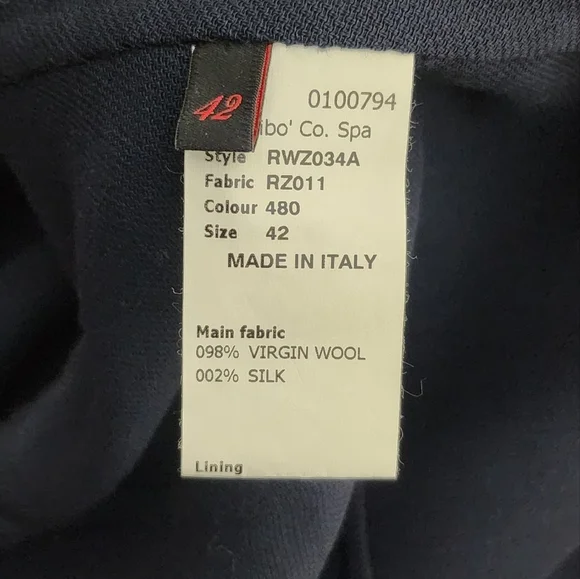 42
0100794
ibo' Co. Spa
Style RWZ034A
Fabric RZ011
Colour 480
Size 42
MADE IN ITALY
Main fabric
098% VIRGIN WOOL
002% SILK
Lining